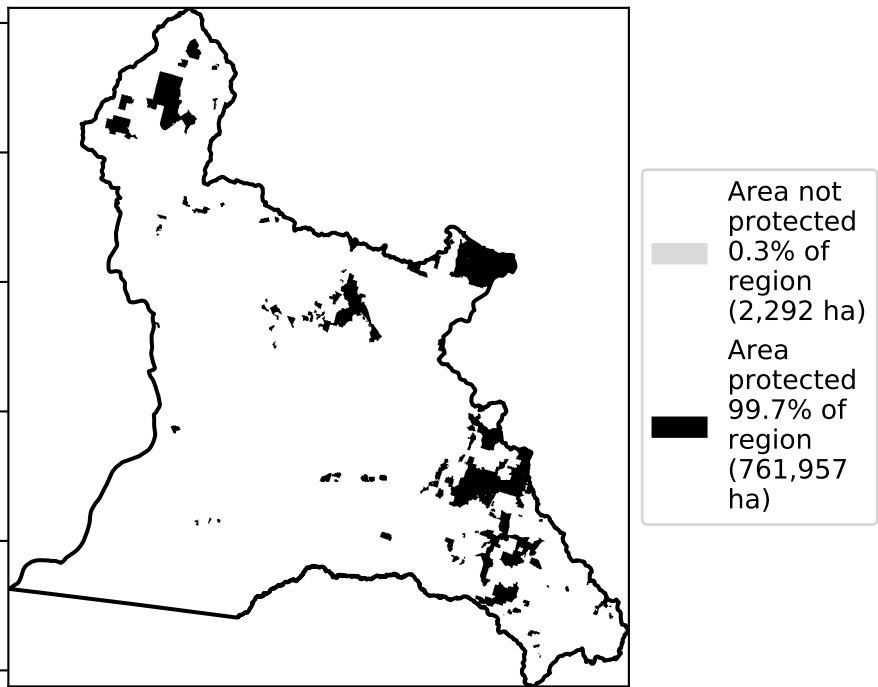 Area not
protected
0.3% of
region
(2,292 ha)
Area
protected
99.7% of
region
(761,957
ha)